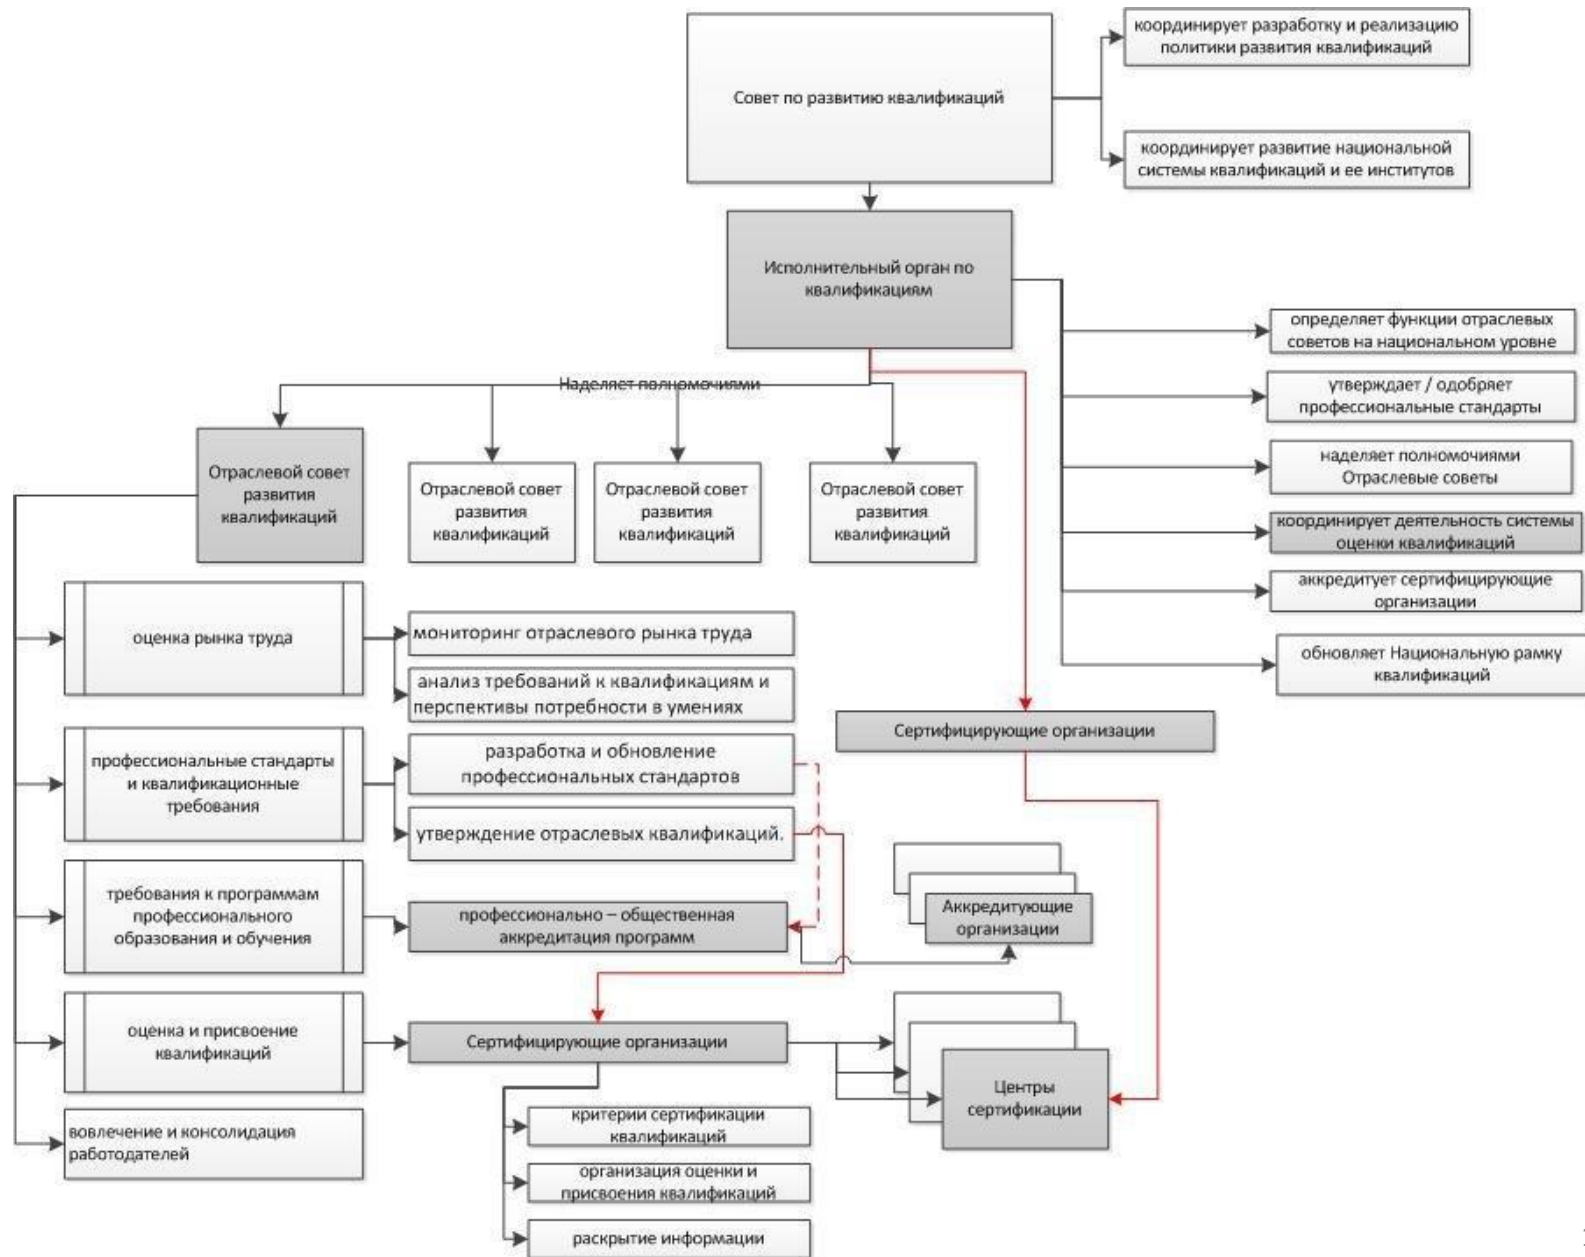 координирует разработку и реализацию
политики развития квалификаций
Совет по развитию квалификаций
координирует развитие национальной
системы квалификаций и ее институтов
Исполнительный орган по
квалификациям
определяет функции отраслевых
советов на национальном уровне
утверждает / одобряет
профессиональные стандарты
наделяет полномочиями
Отраслевые советы
координирует деятельность системы
оценки квалификаций
аккредитует сертифицирующие
организации
обновляет Национальную рамку
квалификаций
Наделяет полномочиями
Отраслевой совет
развития
квалификаций
Отраслевой совет
развития
квалификаций
Отраслевой совет
развития
квалификаций
Отраслевой совет
развития
квалификаций
оценка рынка труда
мониторинг отраслевого рынка труда
анализ требований к квалификациям и
перспективы потребности в умениях
Сертифицирующие организации
профессиональные стандарты
и квалификационные
требования
разработка и обновление
профессиональных стандартов
утверждение отраслевых квалификаций.
требования к программам
профессионального
образования и обучения
профессионально – общественная
аккредитация программ
Аккредитующие
организации
оценка и присвоение
квалификаций
Сертифицирующие организации
Центры
сертификации
вовлечение и консолидация
работодателей
критерии сертификации
квалификаций
организация оценки и
присвоения квалификаций
раскрытие информации